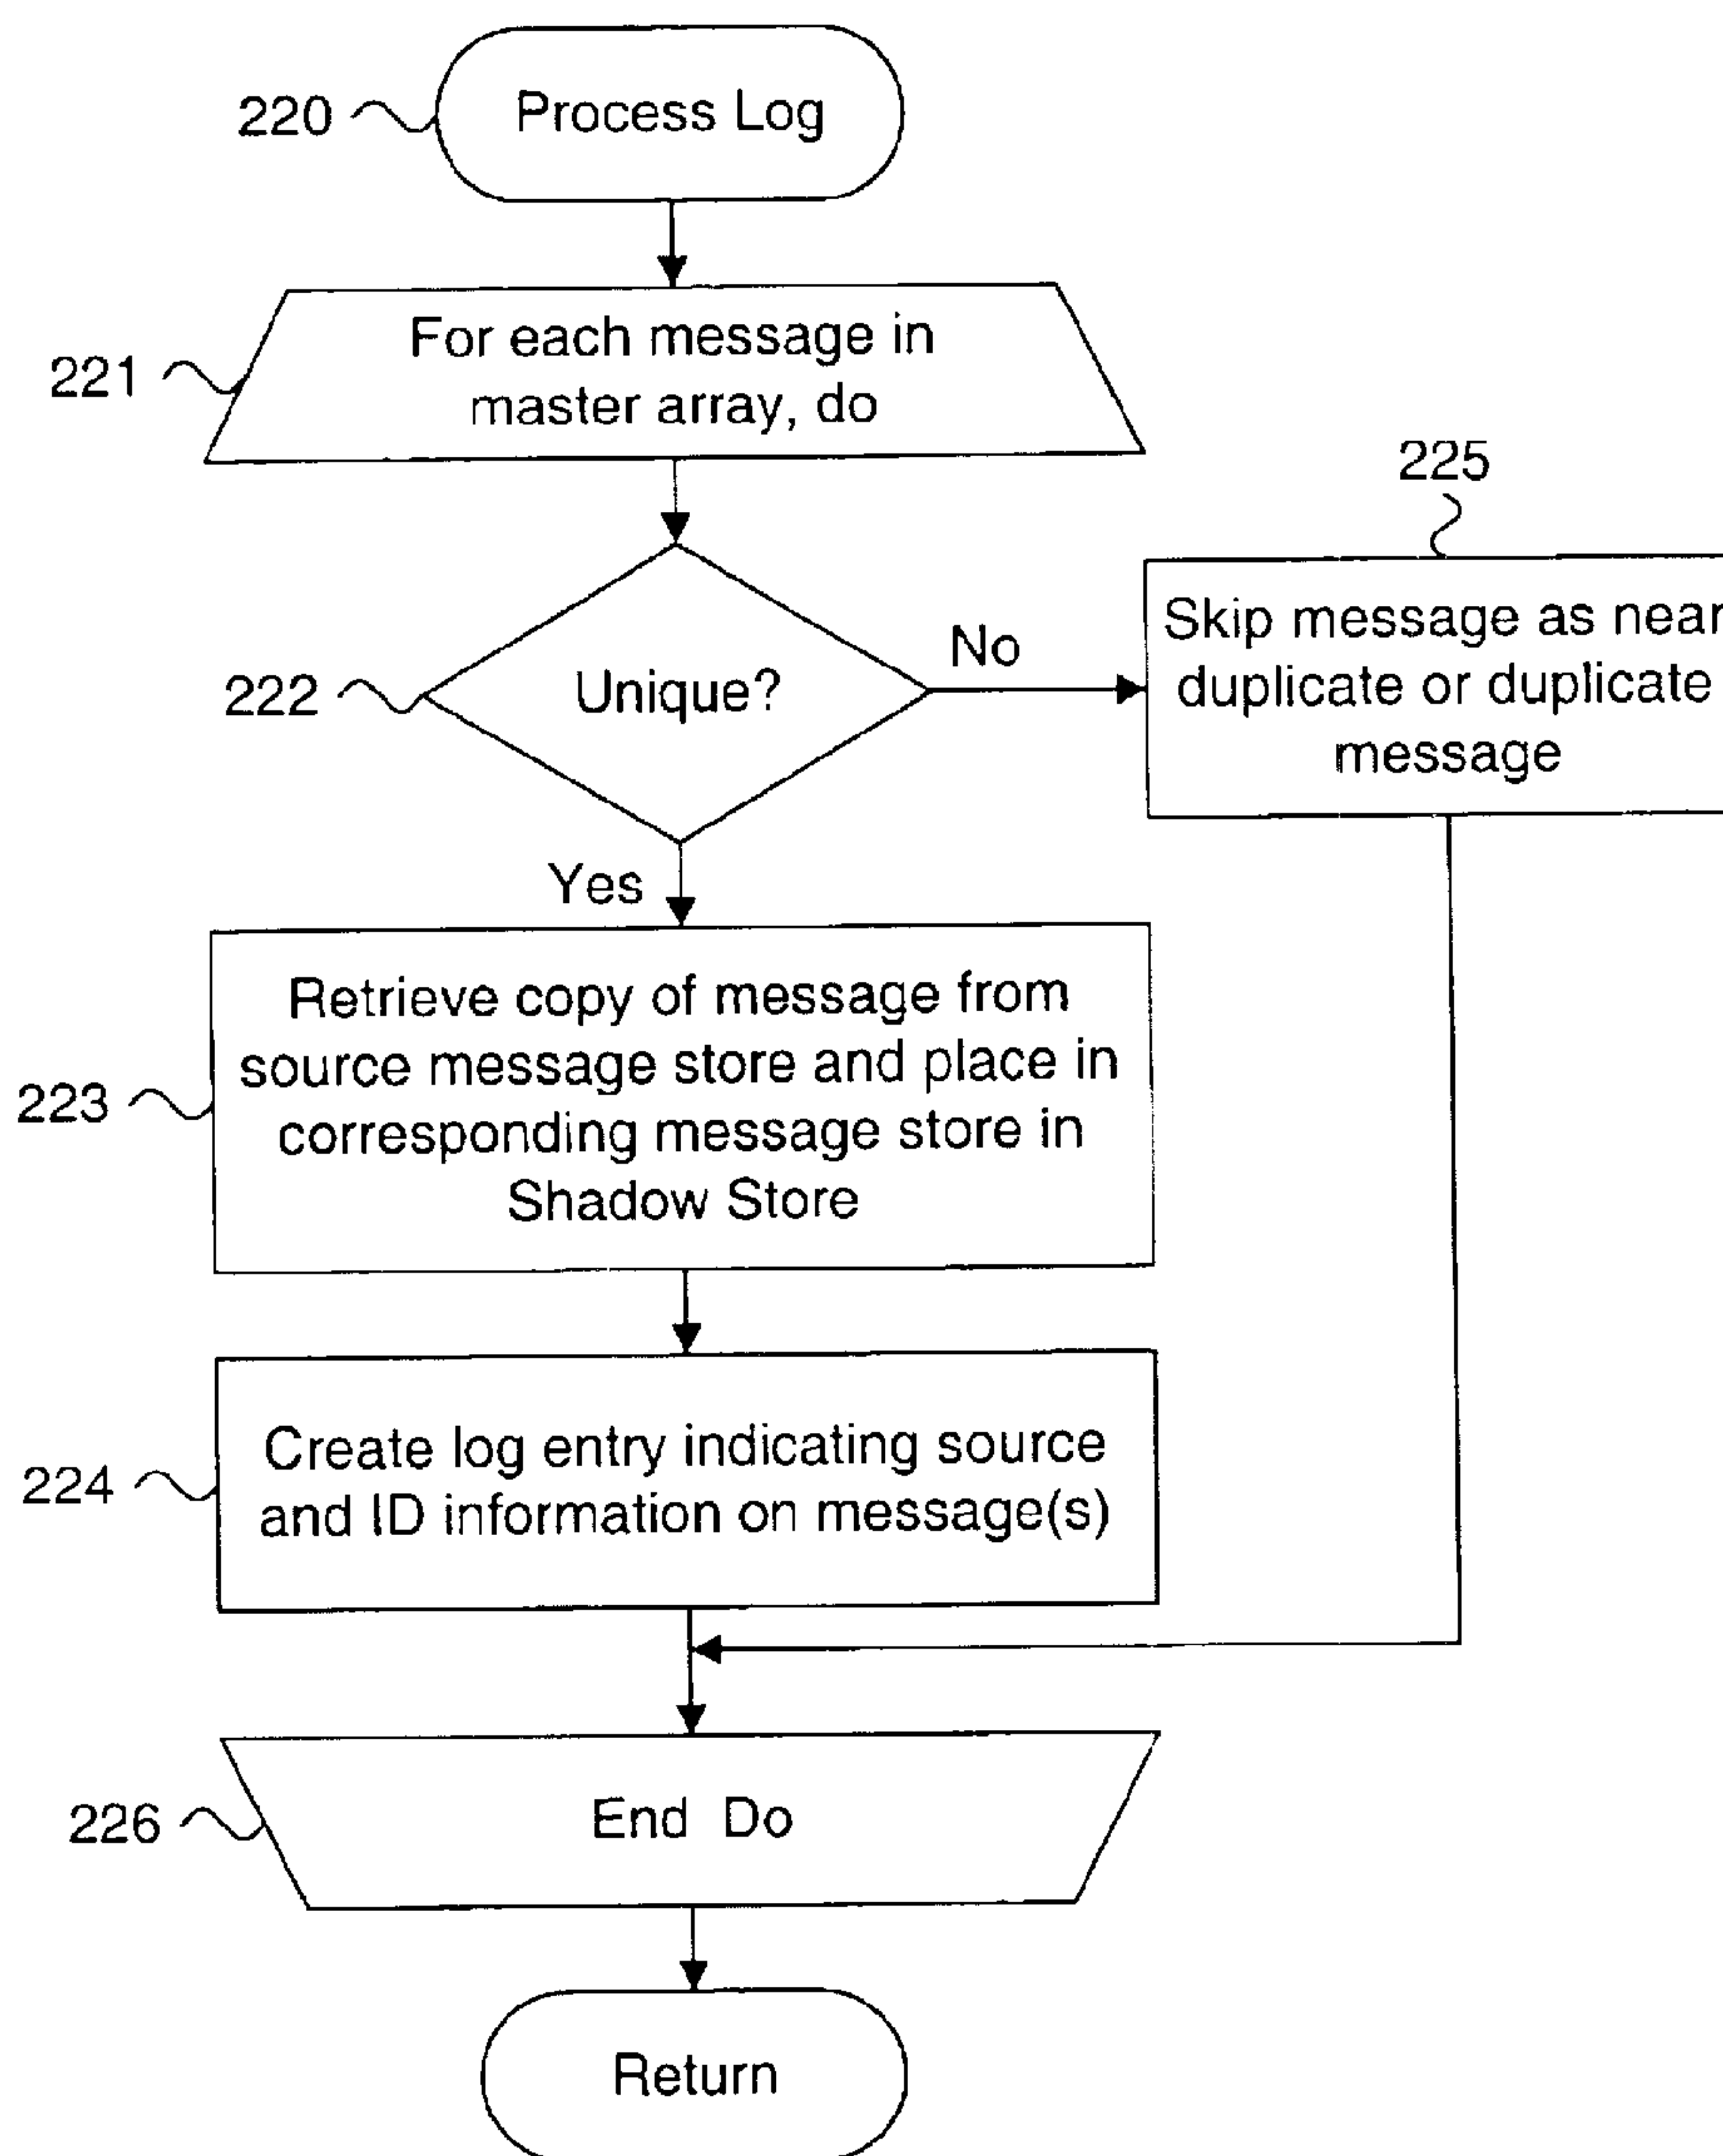 220
Process Log
221
For each message in
master array, do
225
222
Unique?
No
Skip message as near
duplicate or duplicate
message
Yes
223
Retrieve copy of message from
source message store and place in
corresponding message store in
Shadow Store
224
Create log entry indicating source
and ID information on message(s)
226
End Do
Return